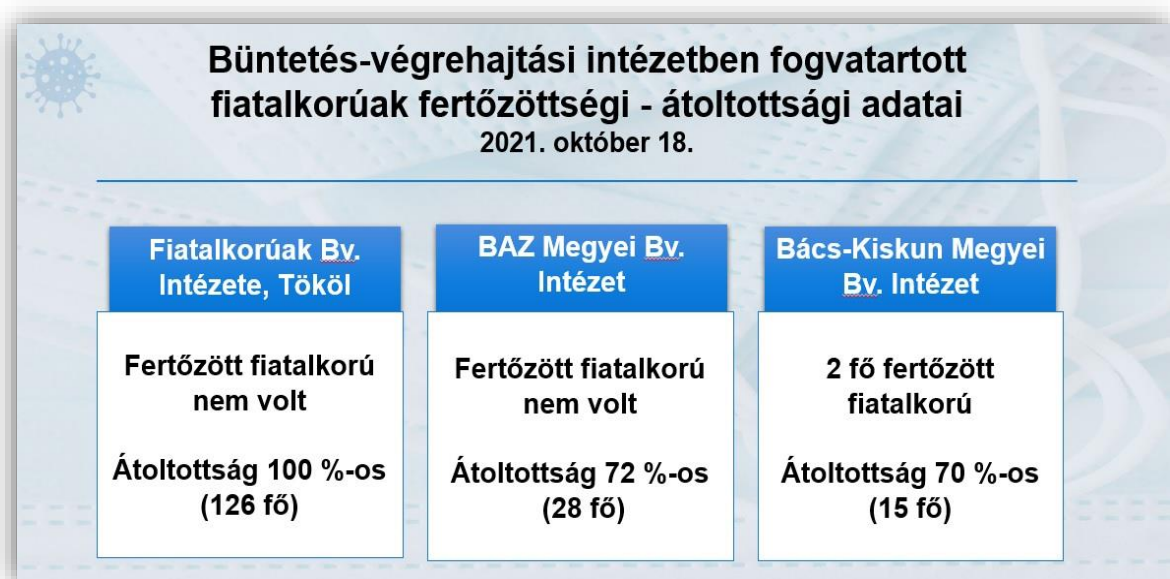 Büntetés-végrehajtási intézetben fogvatartott
fiatalkorúak fertőzöttségi - átoltottsági adatai
2021. október 18.
Fiatalkorúak Bv.
Intézete, Tököl
Fertőzött fiatalkorú
nem volt
Átoltottság 100 %-os
(126 fő)
BAZ Megyei Bv.
Intézet
Fertőzött fiatalkorú
nem volt
Átoltottság 72 %-os
(28 fő)
Bács-Kiskun Megyei
Bv. Intézet
2 fő fertőzött
fiatalkorú
Átoltottság 70 %-os
(15 fő)